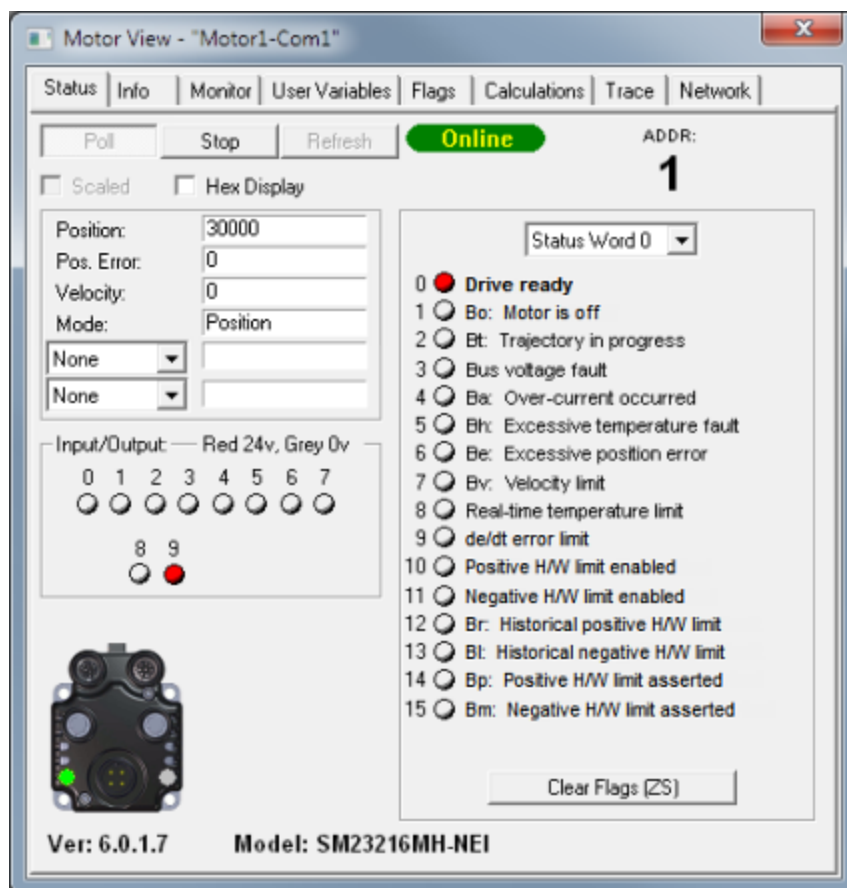 Motor View - "Motor1-Com1"
Status Info Monitor User Variables Flags Calculations Trace Network
Poll Stop Refresh Online ADDR:
1
Scaled Hex Display
Position: 30000
Pos. Error: 0
Velocity: 0
Mode: Position
None
None
Input/Output: Red 24v, Grey 0v
0 1 2 3 4 5 6 7
8 9
Status Word 0
0 Drive ready
1 Bo: Motor is off
2 Bt: Trajectory in progress
3 Bus voltage fault
4 Ba: Over-current occurred
5 Bh: Excessive temperature fault
6 Be: Excessive position error
7 Bv: Velocity limit
8 Real-time temperature limit
9 de/dt error limit
10 Positive H/W limit enabled
11 Negative H/W limit enabled
12 Br: Historical positive H/W limit
13 Bl: Historical negative H/W limit
14 Bp: Positive H/W limit asserted
15 Bm: Negative H/W limit asserted
Clear Flags (ZS)
Ver: 6.0.1.7 Model: SM23216MH-NEI